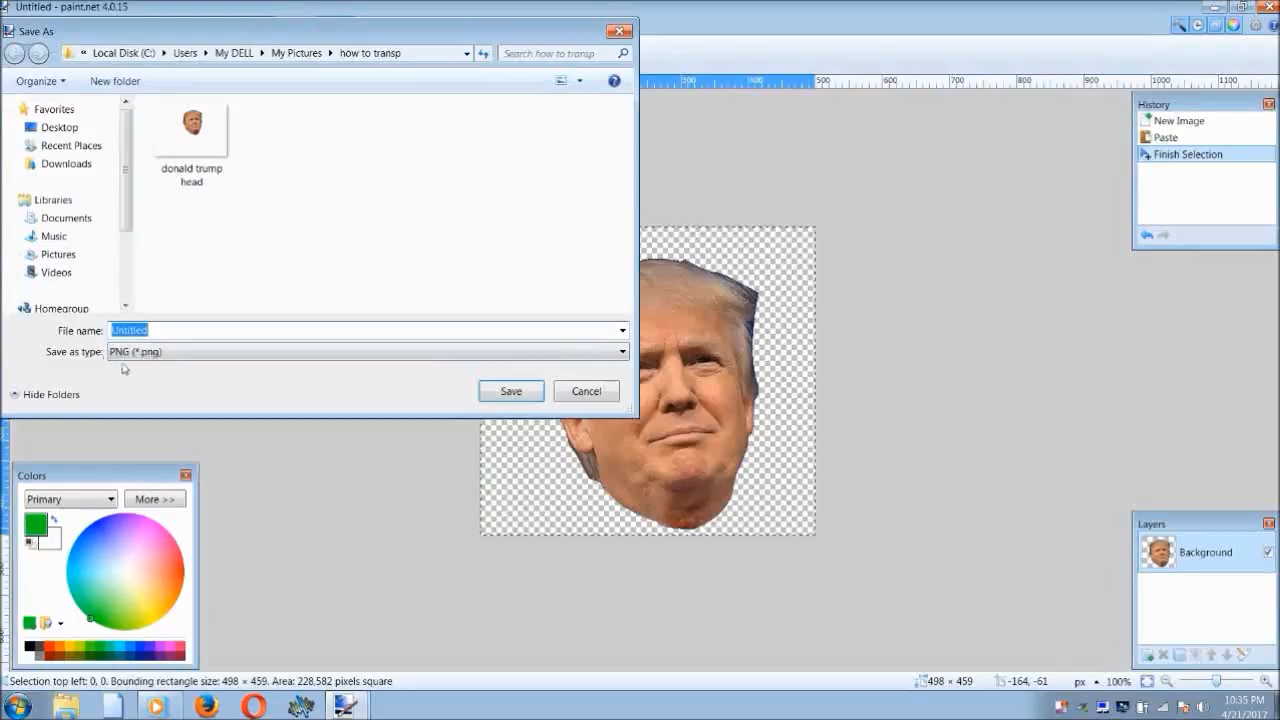 Untitled - paint.net 4.0.15
Save As
« Local Disk (C:) ▸ Users ▸ My DELL ▸ My Pictures ▸ how to transp
Search how to transp
Organize
New folder
Favorites
Desktop
Recent Places
Downloads
Libraries
Documents
Music
Pictures
Videos
Homegroup
donald trump
head
File name: Untitled
Save as type: PNG (*.png)
Hide Folders
Save
Cancel
300
500
600
700
800
900
1000
1100
History
New Image
Paste
Finish Selection
Colors
Primary
More >>
Layers
Background
Selection top left: 0, 0. Bounding rectangle size: 498 × 459. Area: 228,582 pixels square
498 × 459
-164, -61
px
100%
10:35 PM
4/21/2017